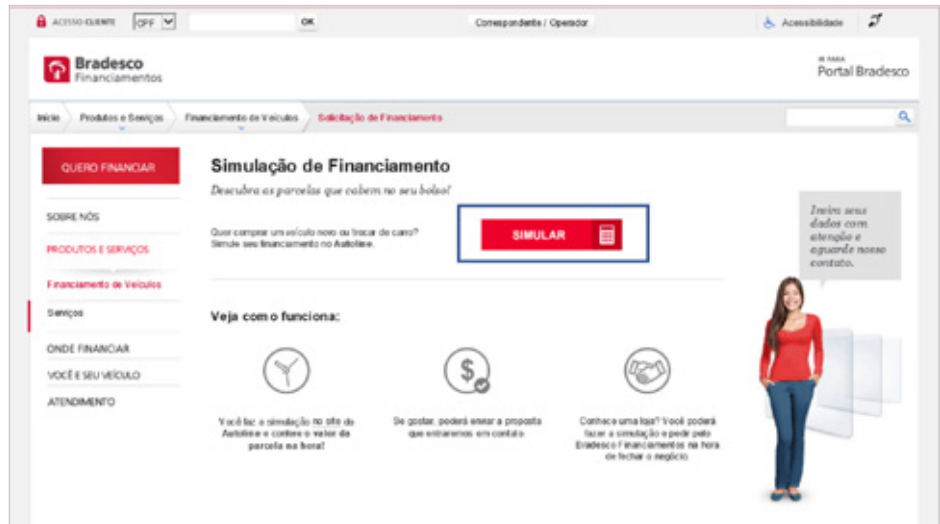 ACESSO CLIENTE CPF OK Correspondente / Operador Acessibilidade
Bradesco
Financiamentos
IR PARA
Portal Bradesco
Início Produtos e Serviços Financiamento de Veículos Solicitação de Financiamento
QUERO FINANCIAR
SOBRE NÓS
PRODUTOS E SERVIÇOS
Financiamento de Veículos
Serviços
ONDE FINANCIAR
VOCÊ E SEU VEÍCULO
ATENDIMENTO
Simulação de Financiamento
Descubra as parcelas que cabem no seu bolso!
Quer comprar um veículo novo ou trocar de carro?
Simule seu financiamento no Autoline.
SIMULAR
Veja como funciona:
Você faz a simulação no site do
Autoline e confere o valor da
parcela na hora!
Se gostar, poderá enviar a proposta
que entraremos em contato.
Conhece uma loja? Você poderá
fazer a simulação e pedir pelo
Bradesco Financiamentos na hora
de fechar o negócio.
Insira seus
dados com
atenção e
aguarde nosso
contato.